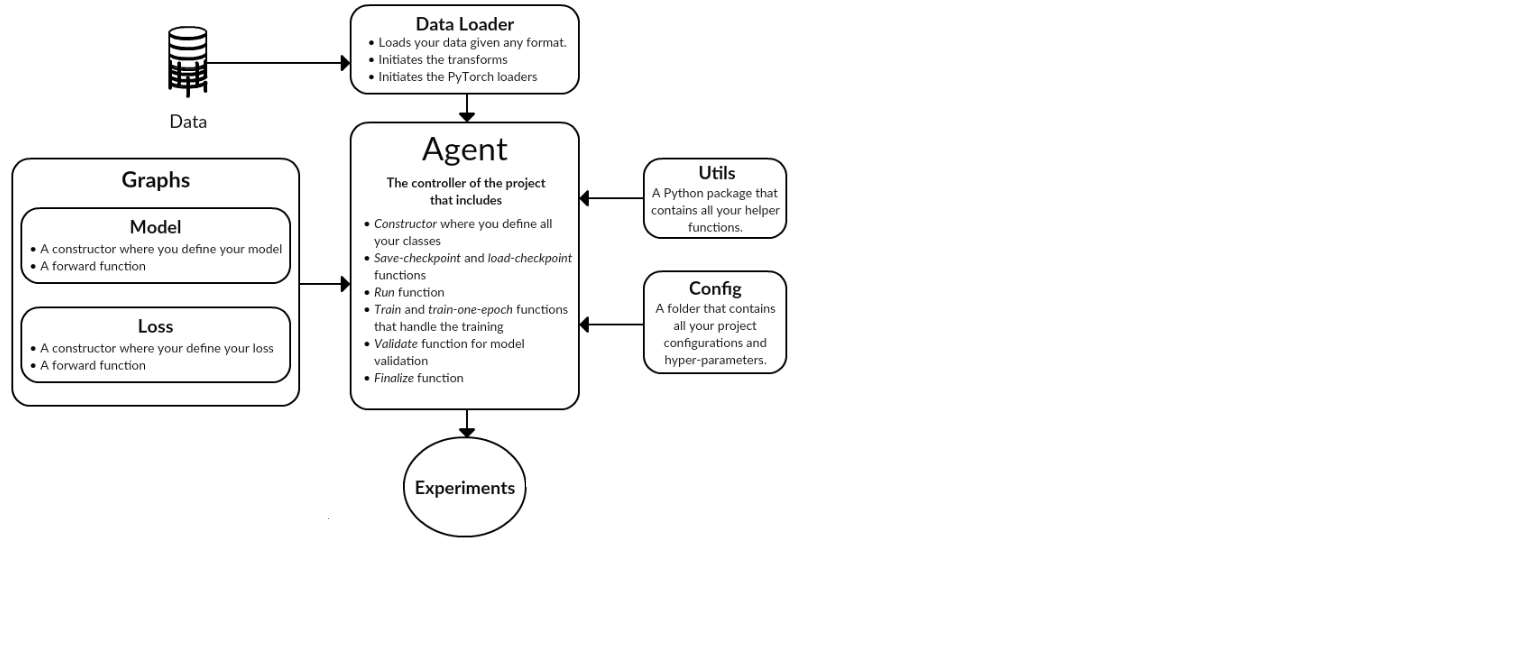 Data Loader
• Loads your data given any format.
• Initiates the transforms
• Initiates the PyTorch loaders
Data
Graphs
Model
• A constructor where you define your model
• A forward function
Loss
• A constructor where your define your loss
• A forward function
Agent
The controller of the project
that includes
• Constructor where you define all
your classes
• Save-checkpoint and load-checkpoint
functions
• Run function
• Train and train-one-epoch functions
that handle the training
• Validate function for model
validation
• Finalize function
Utils
A Python package that
contains all your helper
functions.
Config
A folder that contains
all your project
configurations and
hyper-parameters.
Experiments